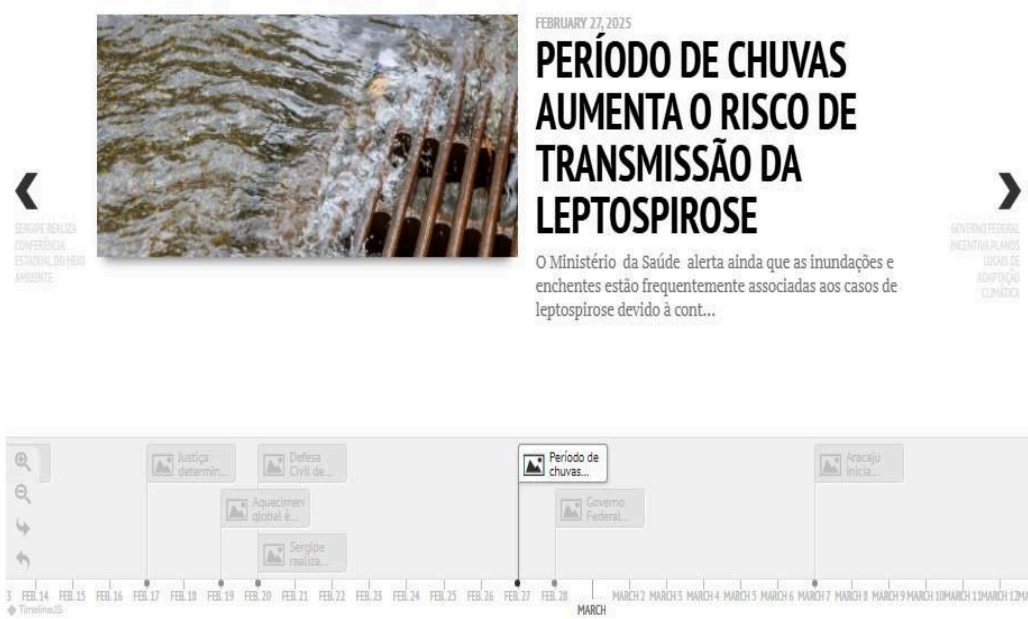 FEBRUARY 27, 2025
PERÍODO DE CHUVAS
AUMENTA O RISCO DE
TRANSMISSÃO DA
LEPTOSPIROSE
O Ministério da Saúde alerta ainda que as inundações e
enchentes estão frequentemente associadas aos casos de
leptospirose devido à cont...
SERGIPE REALIZA
CONFERÊNCIA
ESTADUAL DO MEIO
AMBIENTE
GOVERNO FEDERAL
INCENTIVA PLANOS
LOCAIS DE
ADAPTAÇÃO
CLIMÁTICA
Justiça
determin...
Defesa
Civil de...
Período de
chuvas...
Aracaju
inicia...
Aquecimen
global é...
Governo
Federal...
Sergipe
realiza...
3 FEB. 14 FEB. 15 FEB. 16 FEB. 17 FEB. 18 FEB. 19 FEB. 20 FEB. 21 FEB. 22 FEB. 23 FEB. 24 FEB. 25 FEB. 26 FEB. 27 FEB. 28 MARCH 2 MARCH 3 MARCH 4 MARCH 5 MARCH 6 MARCH 7 MARCH 8 MARCH 9 MARCH 10 MARCH 11 MARCH 12
MARCH
TimelineJS